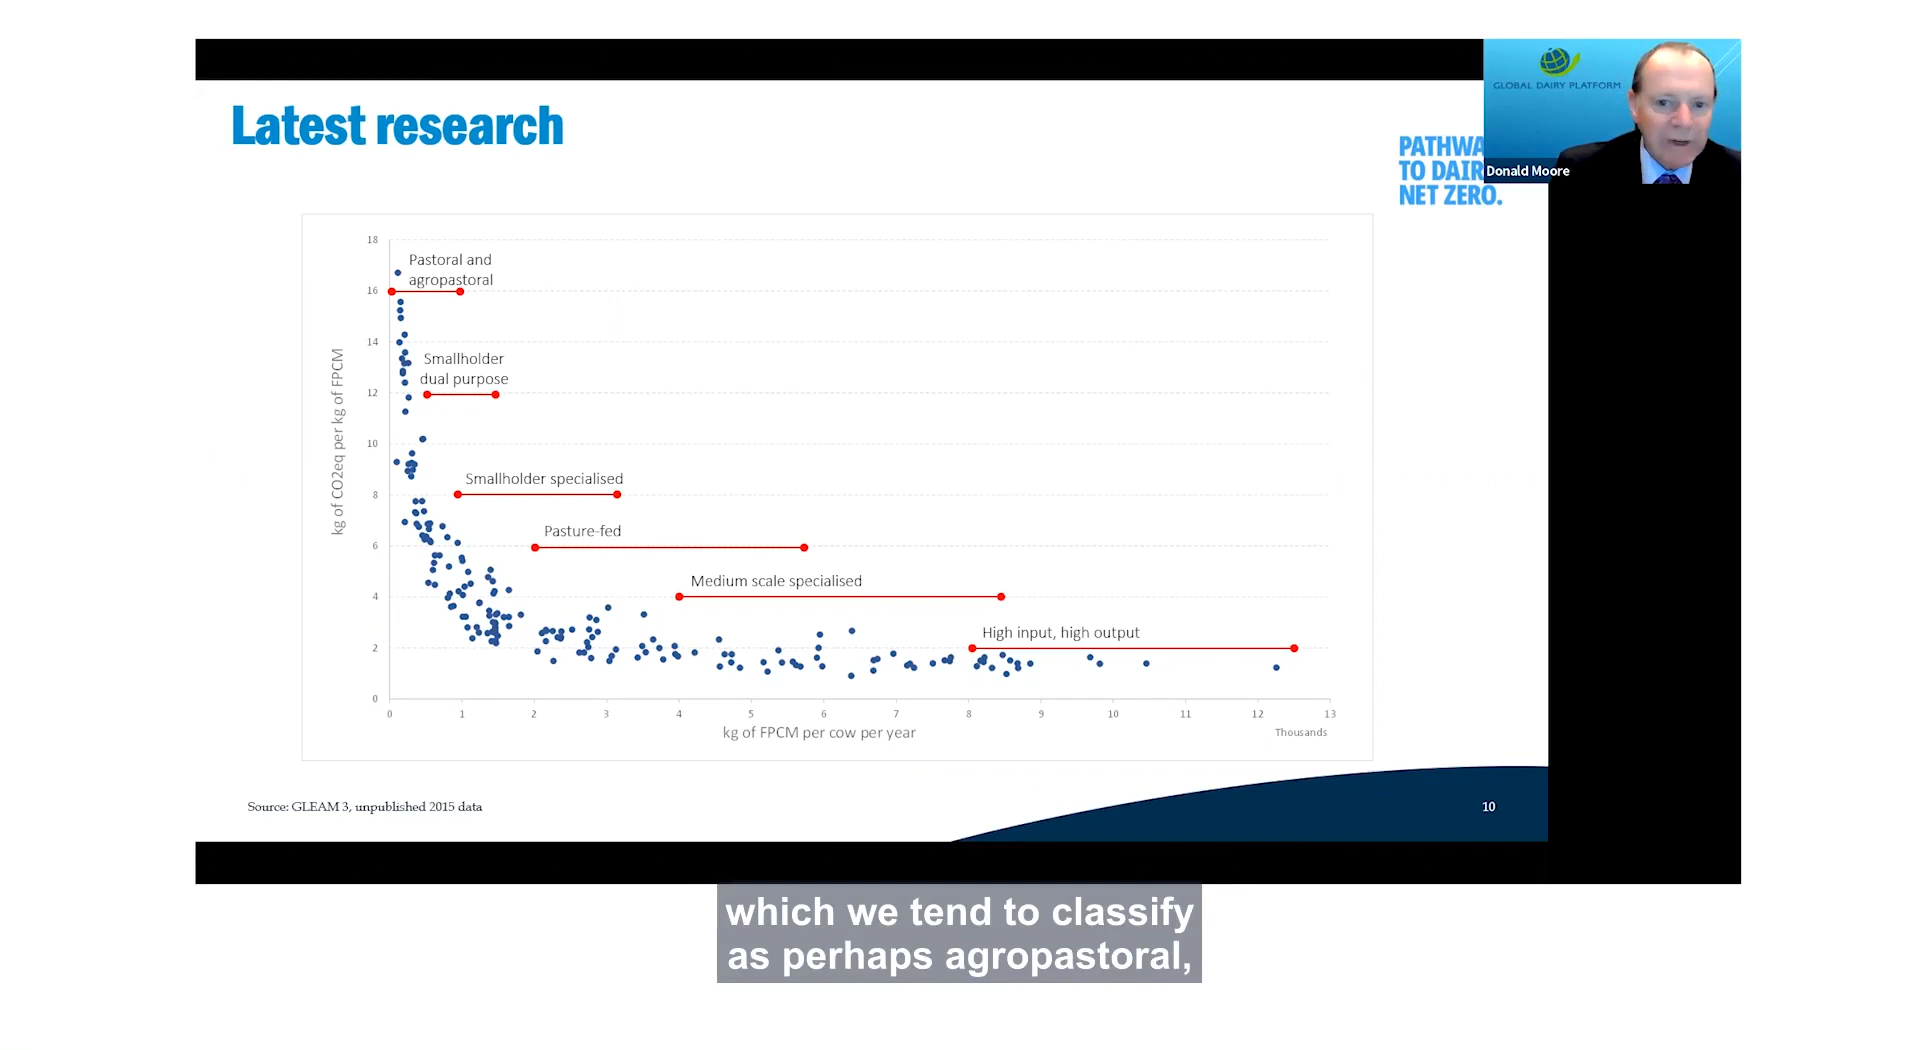 GLOBAL DAIRY PLATFORM
Donald Moore
Latest research
PATHWA
TO DAIR
NET ZERO.
18
16
14
12
10
8
6
4
2
0
kg of CO2eq per kg of FPCM
Pastoral and
agropastoral
Smallholder
dual purpose
Smallholder specialised
Pasture-fed
Medium scale specialised
High input, high output
0 1 2 3 4 5 6 7 8 9 10 11 12 13
kg of FPCM per cow per year
Thousands
Source: GLEAM 3, unpublished 2015 data
10
which we tend to classify
as perhaps agropastoral,